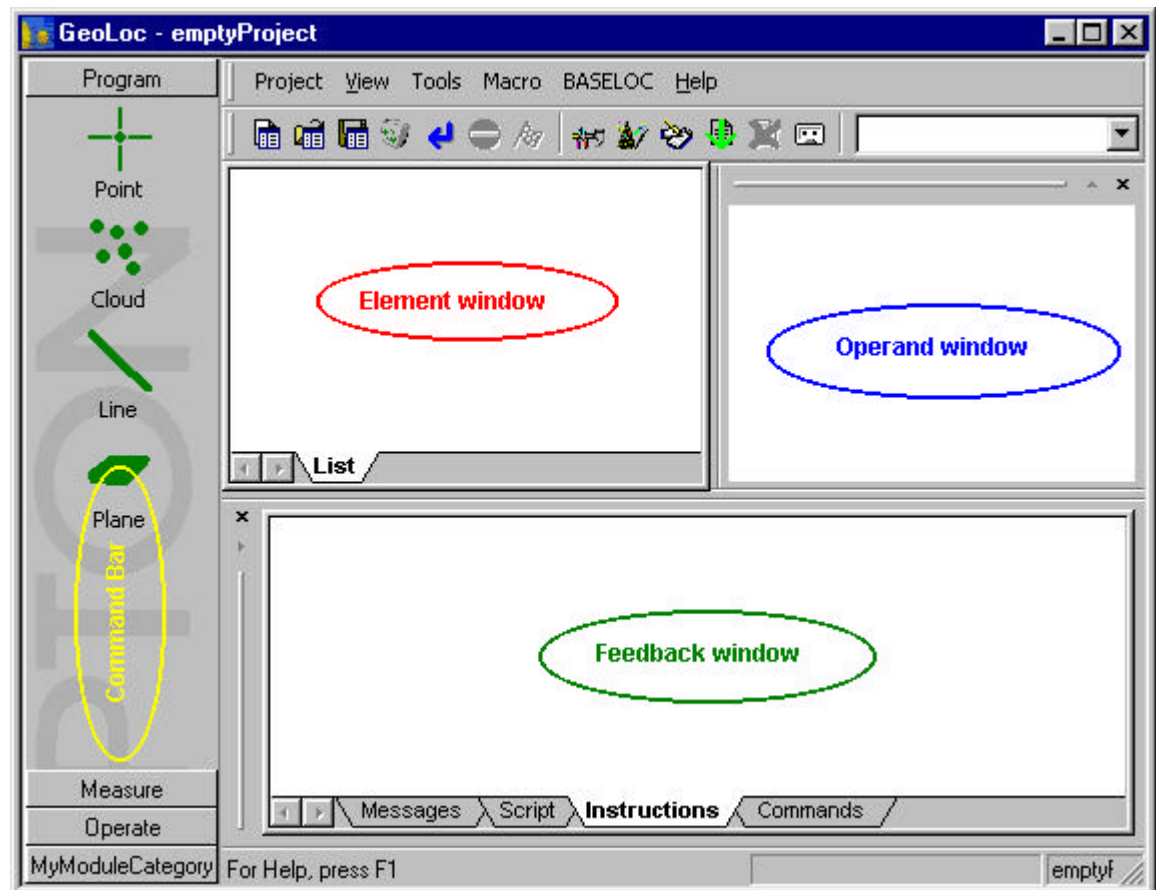 GeoLoc - emptyProject
Program
Project View Tools Macro BASELOC Help
Point
Cloud
Line
Plane
Command Bar
Element window
List
Operand window
Feedback window
Messages Script Instructions Commands
Measure
Operate
MyModuleCategory
For Help, press F1